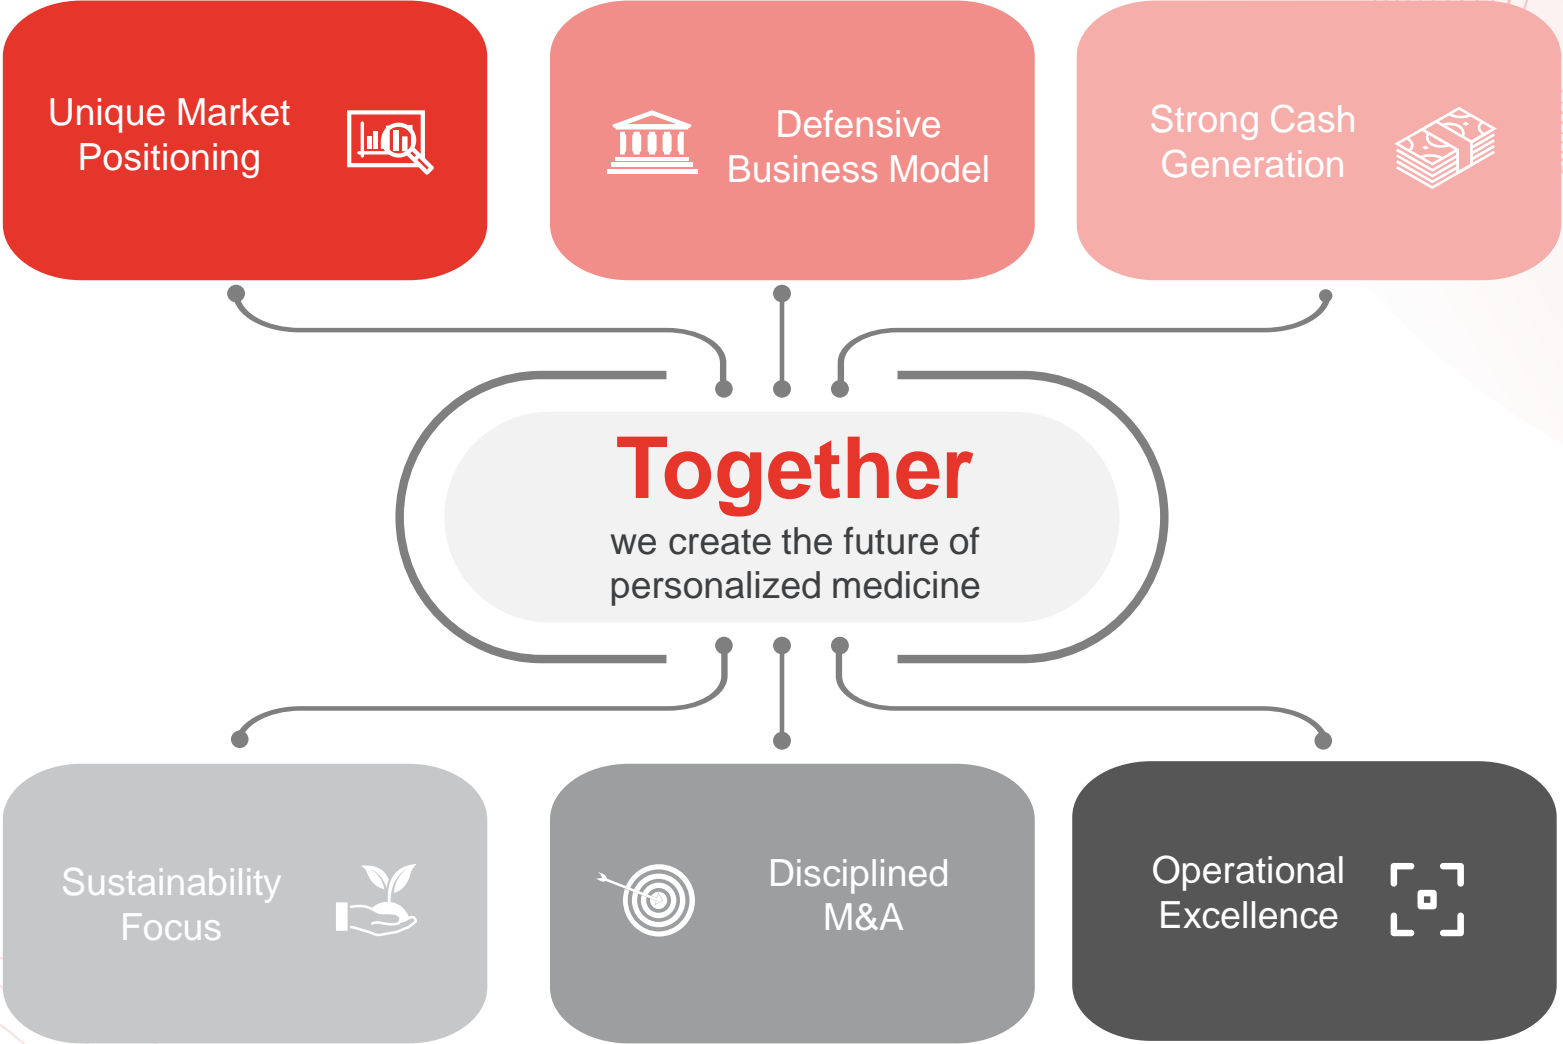 Unique Market
Positioning
Defensive
Business Model
Strong Cash
Generation
Together
we create the future of
personalized medicine
Sustainability
Focus
Disciplined
M&A
Operational
Excellence